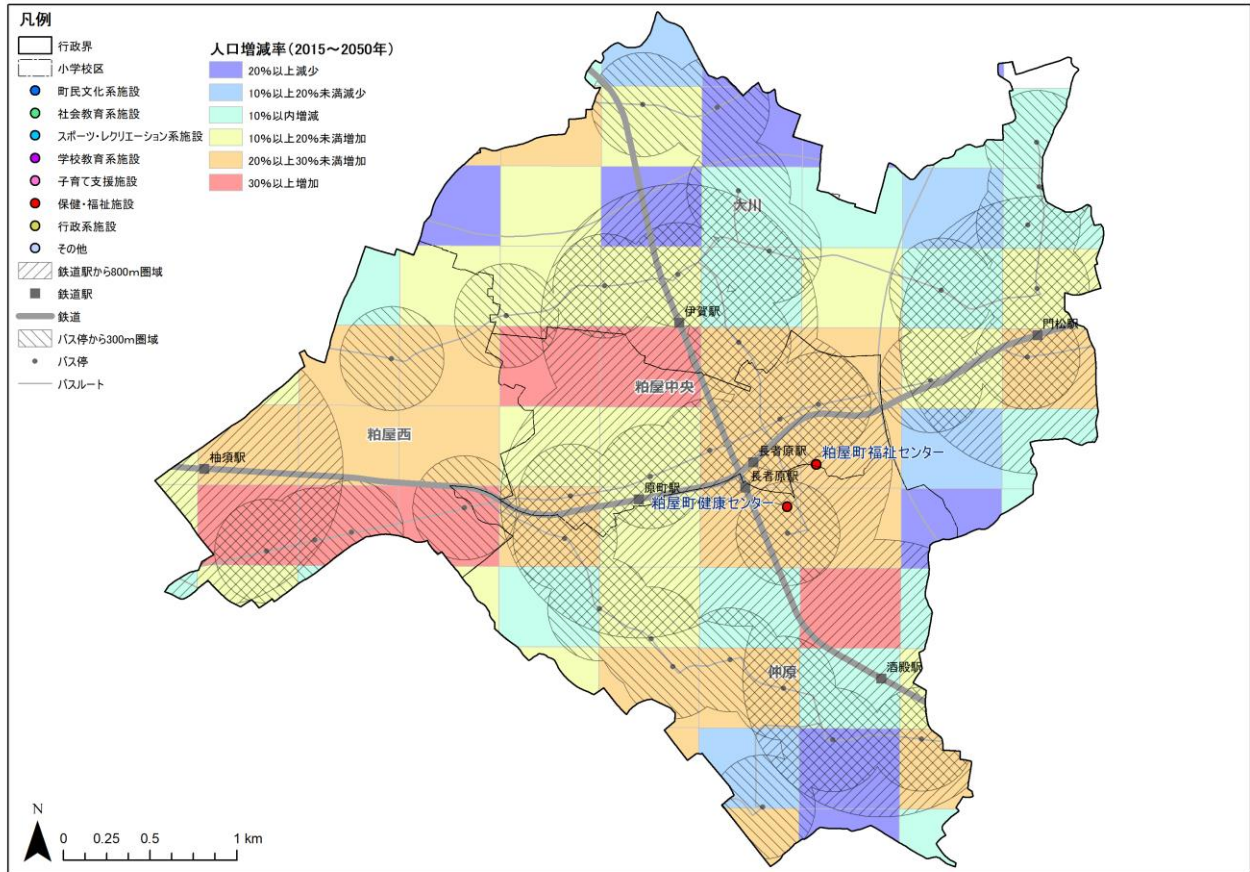 凡例
行政界
小学校区
町民文化系施設
社会教育系施設
スポーツ・レクリエーション系施設
学校教育系施設
子育て支援施設
保健・福祉施設
行政系施設
その他
鉄道駅から800m圏域
鉄道駅
鉄道
バス停から300m圏域
バス停
バスルート
人口増減率(2015～2050年)
20%以上減少
10%以上20%未満減少
10%以内増減
10%以上20%未満増加
20%以上30%未満増加
30%以上増加
大川
伊賀駅
門松駅
粕屋中央
粕屋西
柚須駅
長者原駅
粕屋町福祉センター
長者原駅
原町駅
粕屋町健康センター
仲原
酒殿駅
N
0 0.25 0.5 1 km